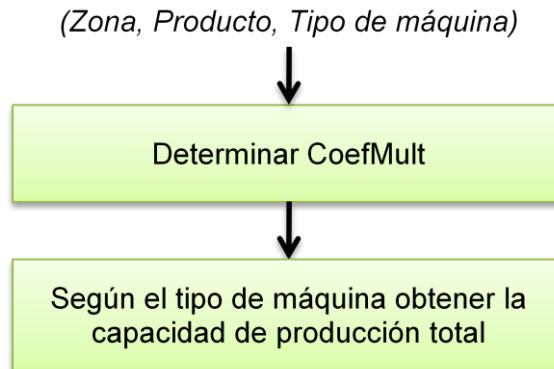 (Zona, Producto, Tipo de máquina)
Determinar CoefMult
Según el tipo de máquina obtener la
capacidad de producción total